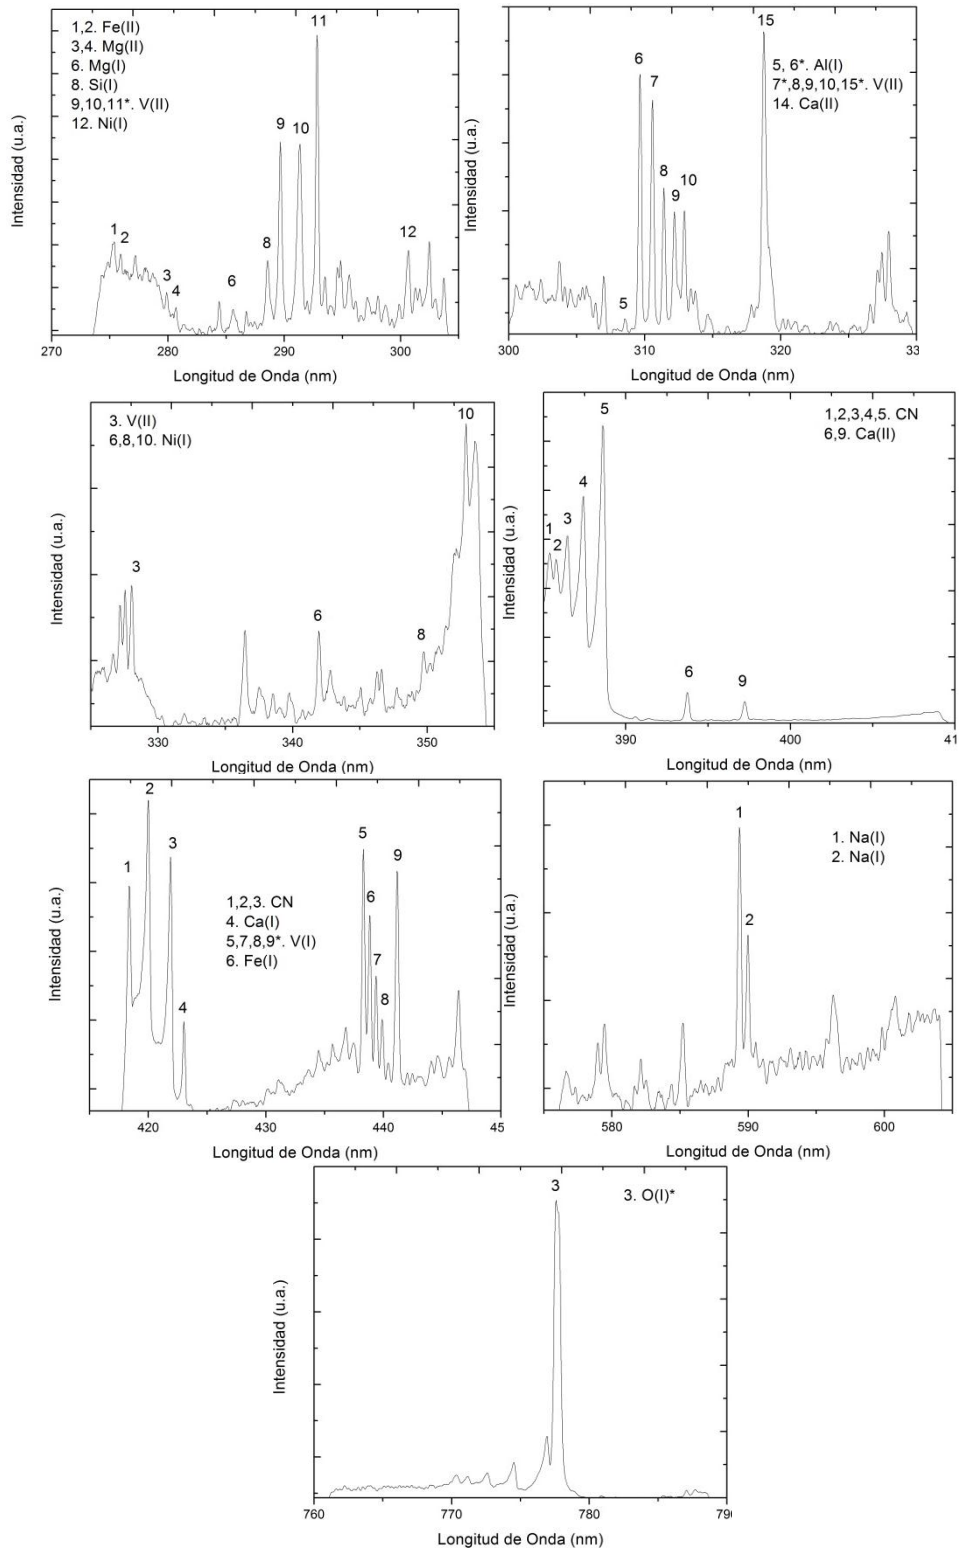 1,2. Fe(II)
3,4. Mg(II)
6. Mg(I)
8. Si(I)
9,10,11*. V(II)
12. Ni(I)
1
2
3
4
6
8
9
10
11
12
Intensidad (u.a.)
270
280
290
300
Longitud de Onda (nm)
5, 6*. Al(I)
7*,8,9,10,15*. V(II)
14. Ca(II)
5
6
7
8
9
10
15
Intensidad (u.a.)
300
310
320
33
Longitud de Onda (nm)
3. V(II)
6,8,10. Ni(I)
3
6
8
10
Intensidad (u.a.)
330
340
350
Longitud de Onda (nm)
1,2,3,4,5. CN
6,9. Ca(II)
1
2
3
4
5
6
9
Intensidad (u.a.)
390
400
41
Longitud de Onda (nm)
1,2,3. CN
4. Ca(I)
5,7,8,9*. V(I)
6. Fe(I)
1
2
3
4
5
6
7
8
9
Intensidad (u.a.)
420
430
440
45
Longitud de Onda (nm)
1. Na(I)
2. Na(I)
1
2
Intensidad (u.a.)
580
590
600
Longitud de Onda (nm)
3. O(I)*
3
Intensidad (u.a.)
760
770
780
790
Longitud de Onda (nm)